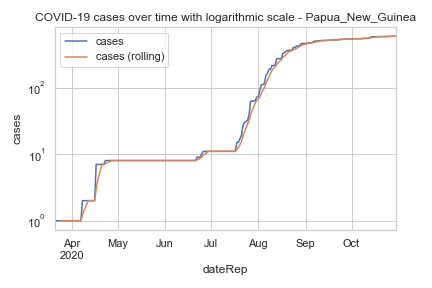 COVID-19 cases over time with logarithmic scale - Papua_New_Guinea
cases
cases (rolling)
10²
10¹
10⁰
cases
Apr
2020
May
Jun
Jul
Aug
Sep
Oct
dateRep